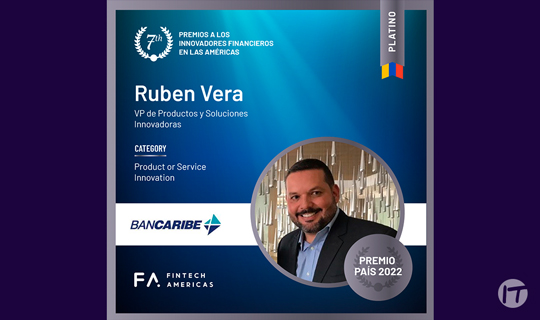 7th
PREMIOS A LOS
INNOVADORES FINANCIEROS
EN LAS AMÉRICAS
PLATINO
Ruben Vera
VP de Productos y Soluciones
Innovadoras
CATEGORY
Product or Service
Innovation
BANCARIBE
FA. FINTECH
AMERICAS
PREMIO
PAÍS 2022
IT